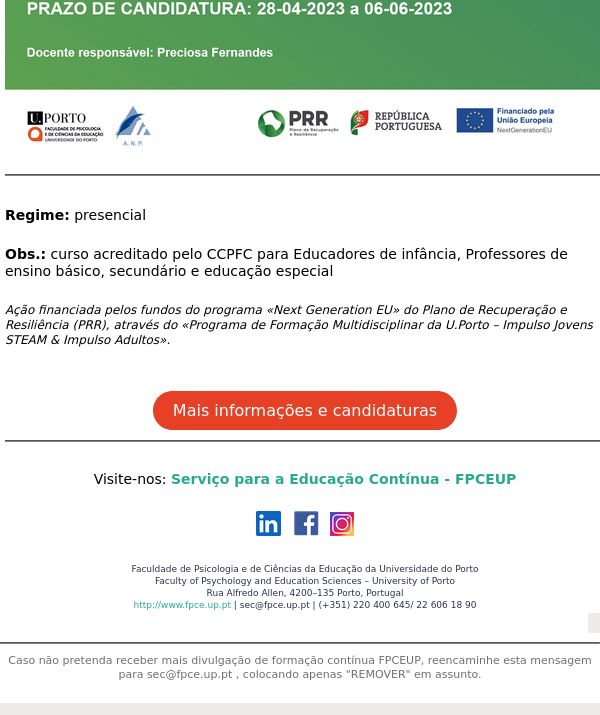 PRAZO DE CANDIDATURA: 28-04-2023 a 06-06-2023
Docente responsável: Preciosa Fernandes
U.PORTO
FACULDADE DE PSICOLOGIA
E DE CIÊNCIAS DA EDUCAÇÃO
UNIVERSIDADE DO PORTO
A.N.P.
PRR
Plano de Recuperação
e Resiliência
REPÚBLICA
PORTUGUESA
Financiado pela
União Europeia
NextGenerationEU
Regime: presencial
Obs.: curso acreditado pelo CCPFC para Educadores de infância, Professores de
ensino básico, secundário e educação especial
Ação financiada pelos fundos do programa «Next Generation EU» do Plano de Recuperação e
Resiliência (PRR), através do «Programa de Formação Multidisciplinar da U.Porto – Impulso Jovens
STEAM & Impulso Adultos».
Mais informações e candidaturas
Visite-nos: Serviço para a Educação Contínua - FPCEUP
Faculdade de Psicologia e de Ciências da Educação da Universidade do Porto
Faculty of Psychology and Education Sciences – University of Porto
Rua Alfredo Allen, 4200–135 Porto, Portugal
http://www.fpce.up.pt | sec@fpce.up.pt | (+351) 220 400 645/ 22 606 18 90
Caso não pretenda receber mais divulgação de formação contínua FPCEUP, reencaminhe esta mensagem
para sec@fpce.up.pt , colocando apenas "REMOVER" em assunto.